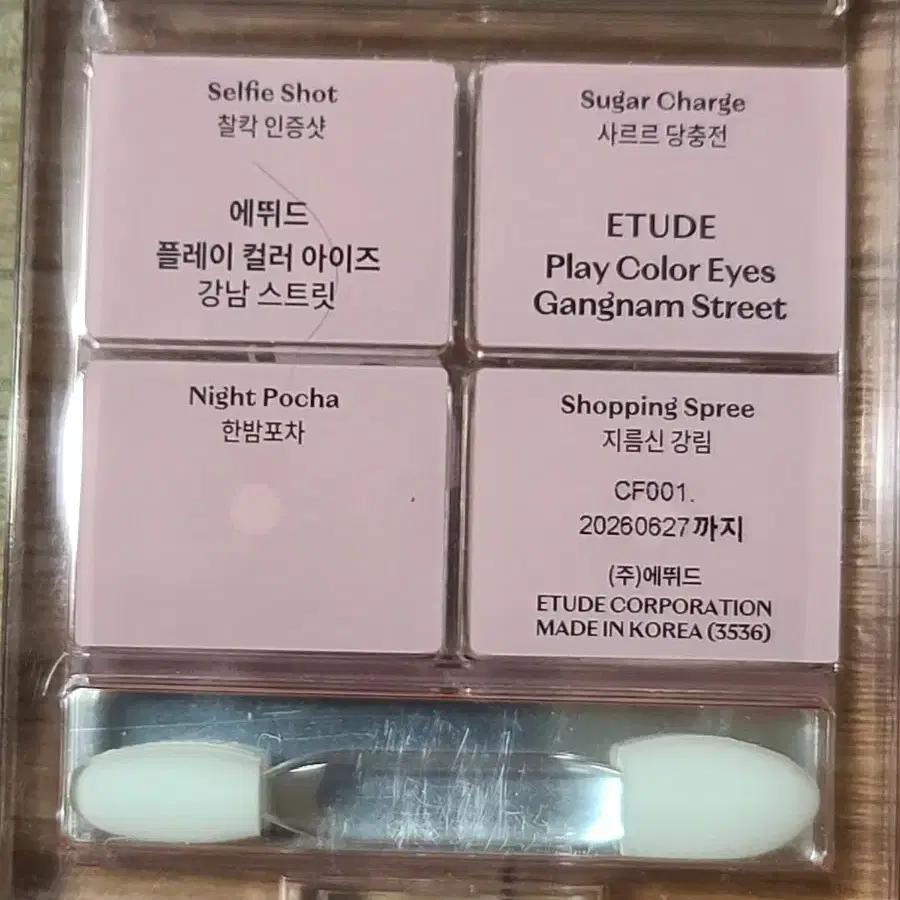 Selfie Shot
찰칵 인증샷
에뛰드
플레이 컬러 아이즈
강남 스트릿
Sugar Charge
사르르 당충전
ETUDE
Play Color Eyes
Gangnam Street
Night Pocha
한밤포차
Shopping Spree
지름신 강림
CF001.
20260627까지
(주)에뛰드
ETUDE CORPORATION
MADE IN KOREA (3536)